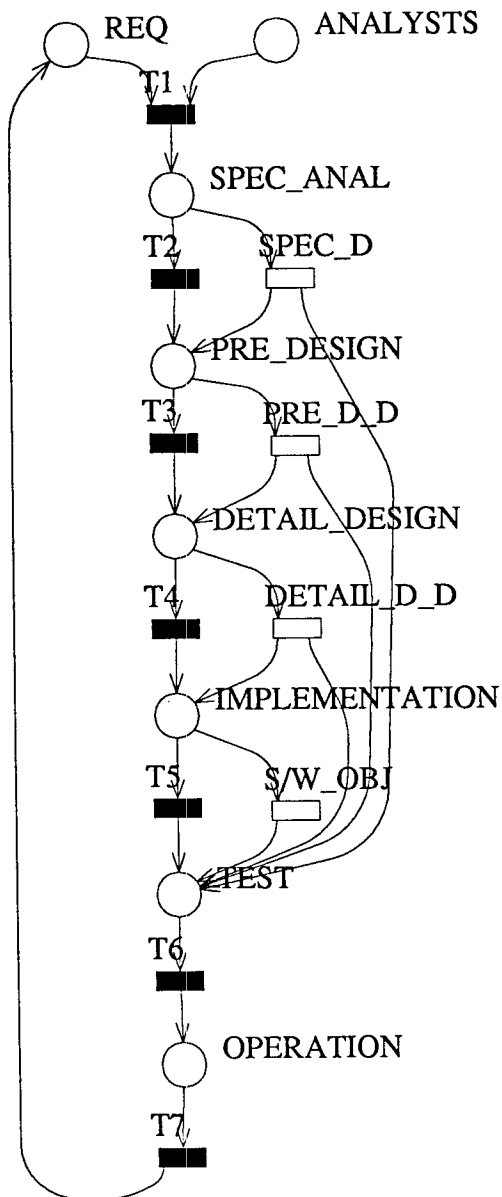 REQ
ANALYSTS
T1
SPEC_ANAL
T2
SPEC_D
PRE_DESIGN
T3
PRE_D_D
DETAIL_DESIGN
T4
DETAIL_D_D
IMPLEMENTATION
T5
S/W_OBJ
TEST
T6
OPERATION
T7